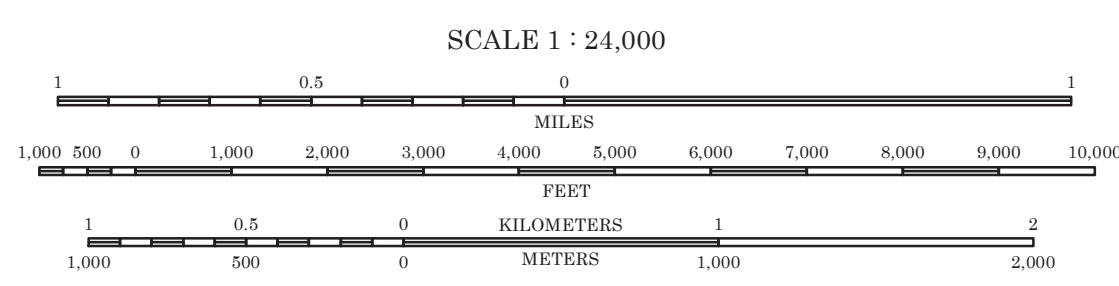 SCALE 1 : 24,000
1 0.5 0 1
MILES
1,000 500 0 1,000 2,000 3,000 4,000 5,000 6,000 7,000 8,000 9,000 10,000
FEET
1 0.5 0 KILOMETERS 1 2
1,000 500 0 METERS 1,000 2,000